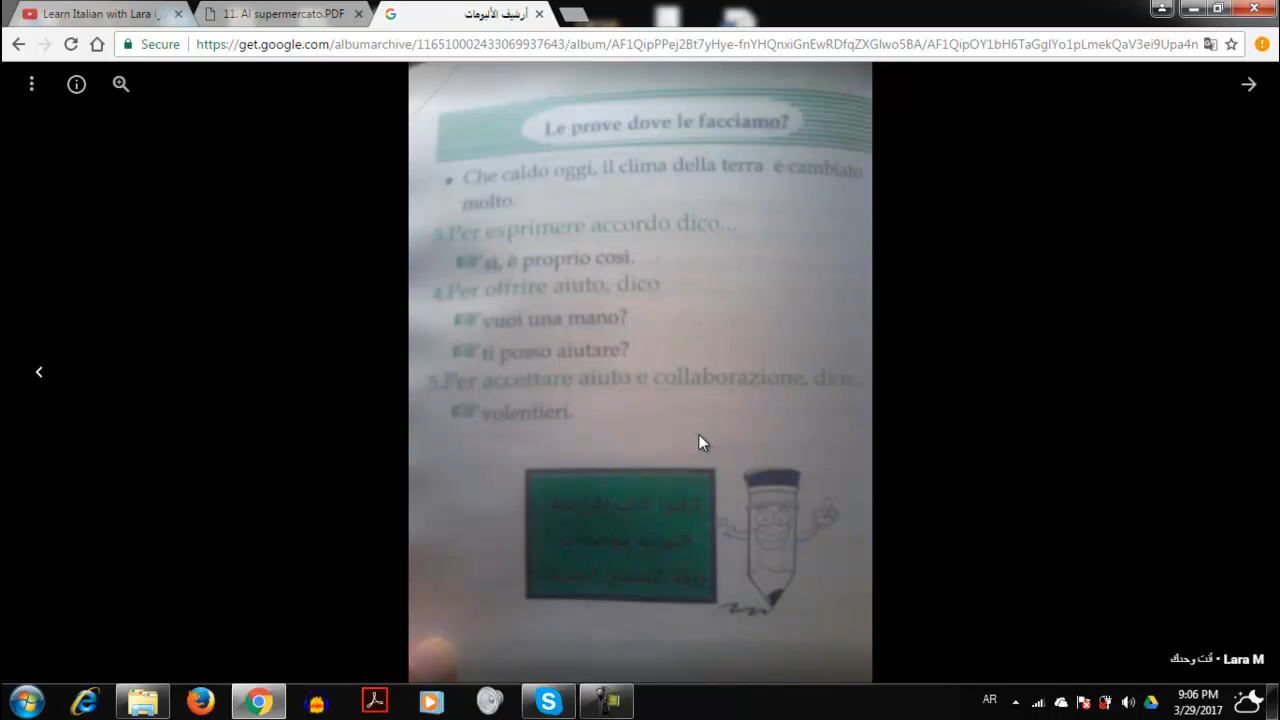 Learn Italian with Lara
11. Al supermercato.PDF
أرشيف الألبومات
Secure
https://get.google.com/albumarchive/116510002433099937643/album/AF1QipPPej2Bt7yHye-fnYHQnxiGnEwRDfqZXGlwo5BA/AF1QipOY1bH6TaGglYo1pLmekQaV3ei9Upa4n
Le prove dove le facciamo?
• Che caldo oggi, il clima della terra è cambiato
molto.
3.Per esprimere accordo dico...
sì, è proprio così.
4.Per offrire aiuto, dico
vuoi una mano?
ti posso aiutare?
5.Per accettare aiuto e collaborazione, dico...
volentieri.
Lara M • أنت وحدك
AR
9:06 PM
3/29/2017